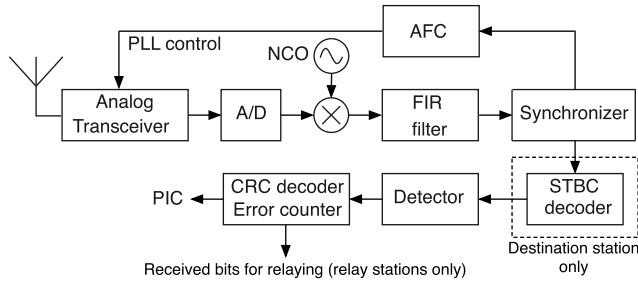 AFC
PLL control
NCO
Analog
Transceiver
A/D
FIR
filter
Synchronizer
PIC
CRC decoder
Error counter
Detector
STBC
decoder
Destination station
only
Received bits for relaying (relay stations only)